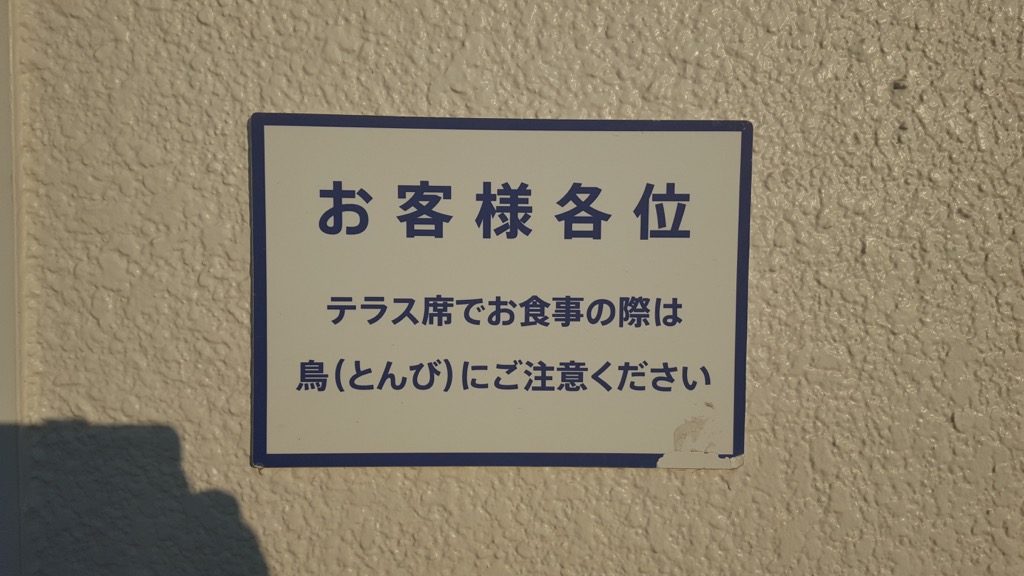 お客様各位
テラス席でお食事の際は
鳥(とんび)にご注意ください